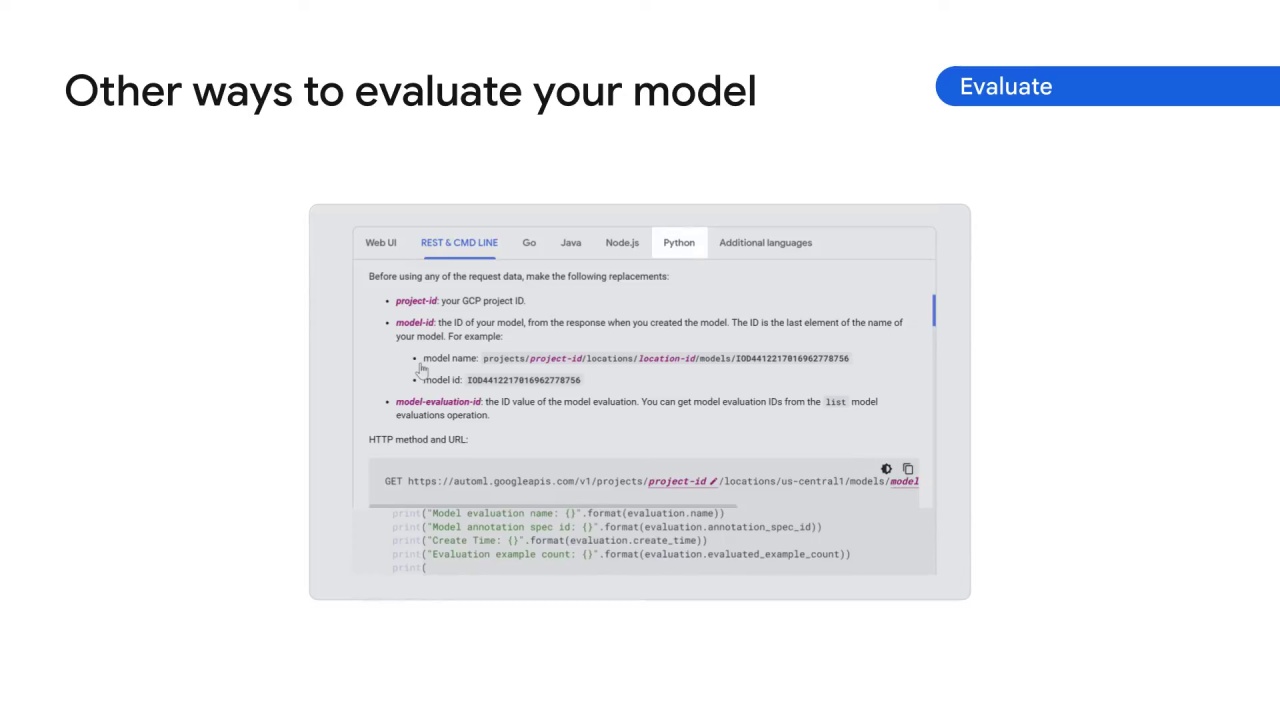 Other ways to evaluate your model
Evaluate
Web UI REST & CMD LINE Go Java Node.js Python Additional languages
Before using any of the request data, make the following replacements:
• project-id: your GCP project ID.
• model-id: the ID of your model, from the response when you created the model. The ID is the last element of the name of
your model. For example:
• model name: projects/project-id/locations/location-id/models/IOD4412217016962778756
• model id: IOD4412217016962778756
• model-evaluation-id: the ID value of the model evaluation. You can get model evaluation IDs from the list model
evaluations operation.
HTTP method and URL:
GET https://automl.googleapis.com/v1/projects/project-id/locations/us-central1/models/model
print("Model evaluation name: {}".format(evaluation.name))
print("Model annotation spec id: {}".format(evaluation.annotation_spec_id))
print("Create Time: {}".format(evaluation.create_time))
print("Evaluation example count: {}".format(evaluation.evaluated_example_count))
print(